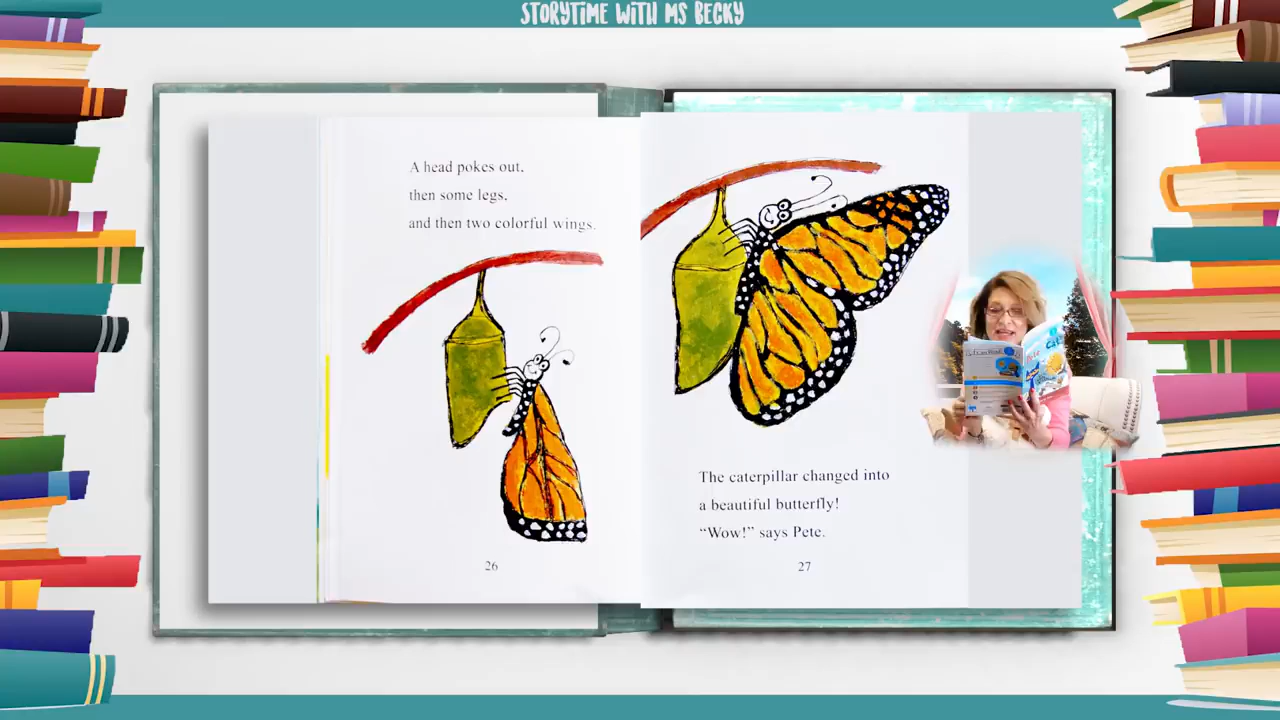 STORYTIME WITH MS BECKY
A head pokes out,
then some legs,
and then two colorful wings.
26
The caterpillar changed into
a beautiful butterfly!
“Wow!” says Pete.
27